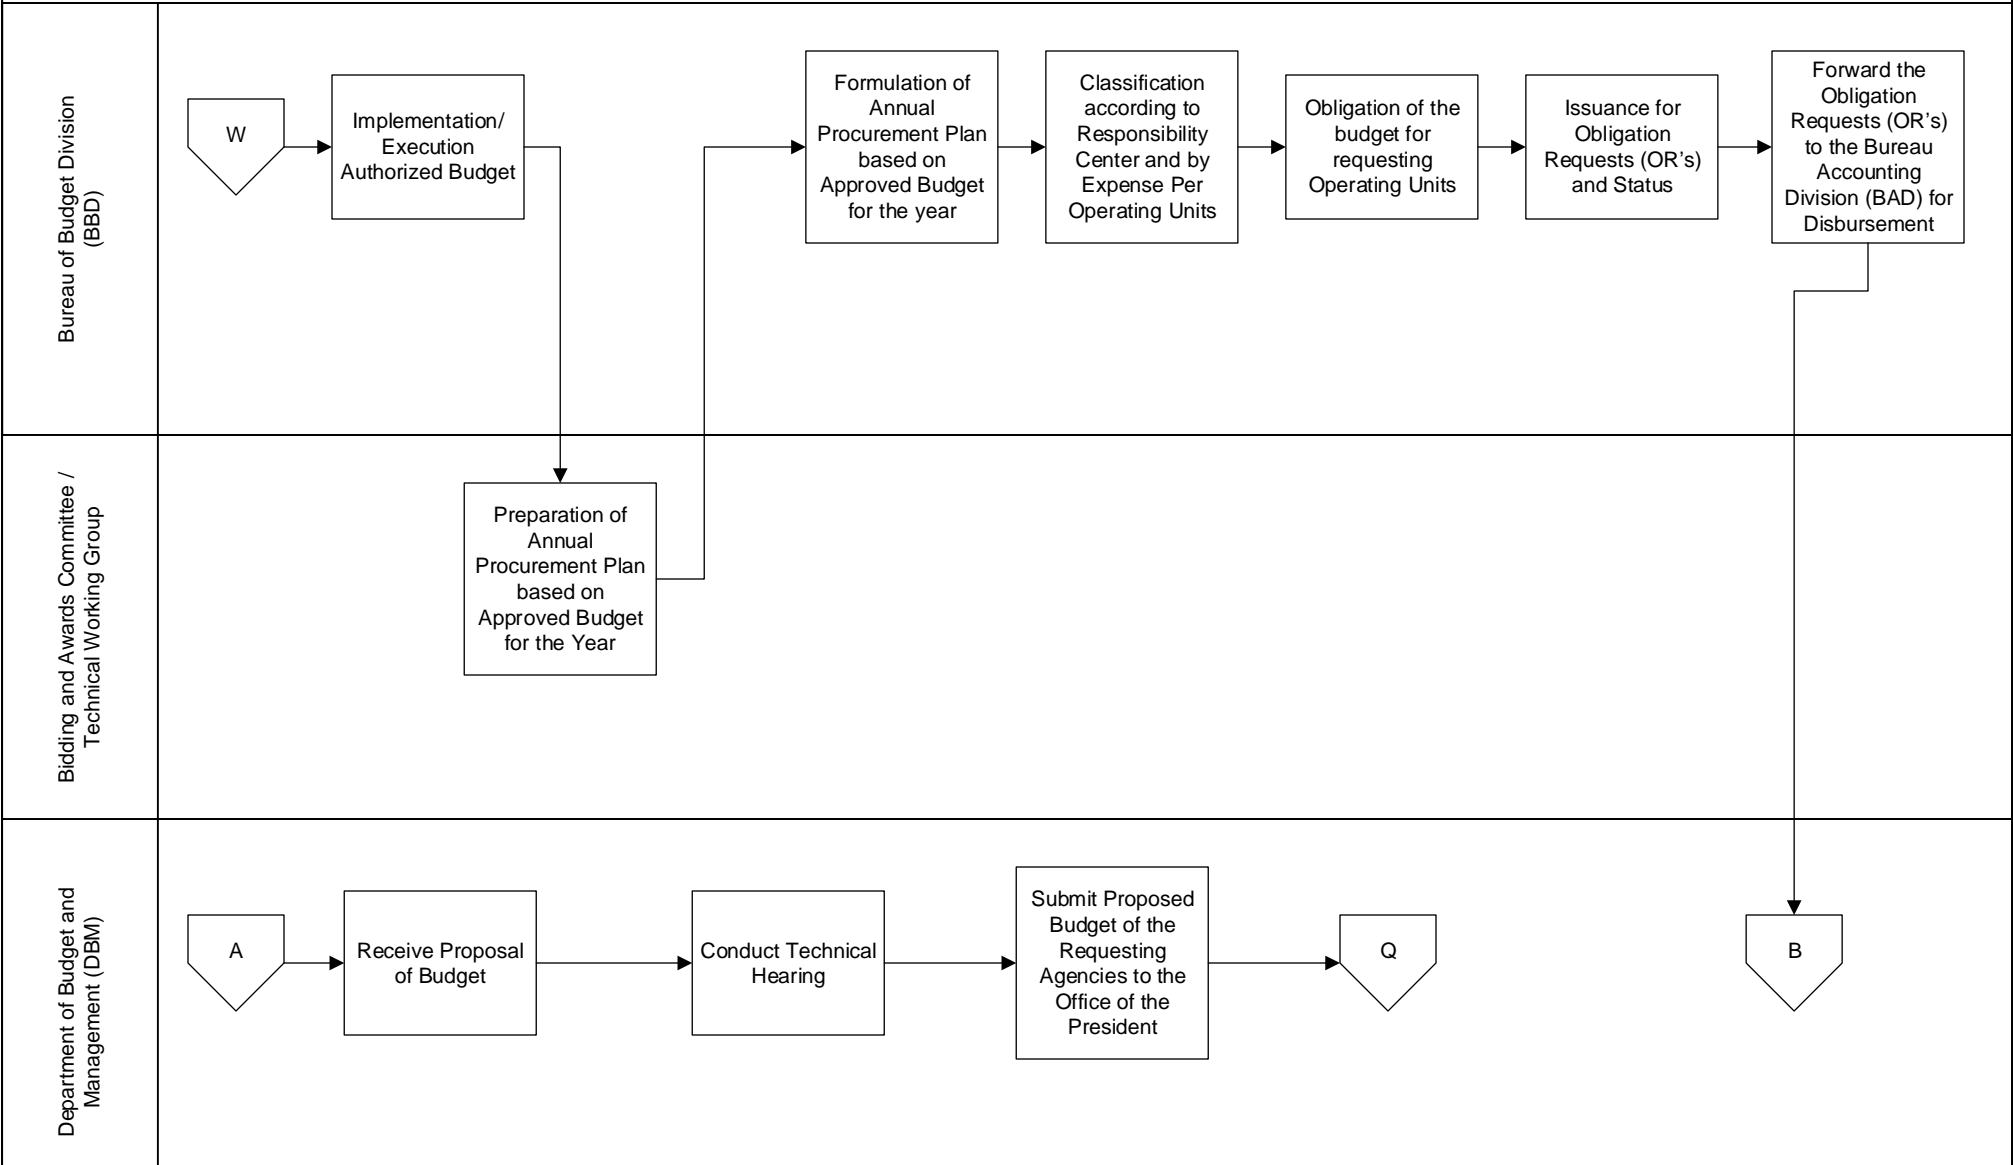 Bureau of Budget Division
(BBD)
W
Implementation/
Execution
Authorized Budget
Formulation of
Annual
Procurement Plan
based on
Approved Budget
for the year
Classification
according to
Responsibility
Center and by
Expense Per
Operating Units
Obligation of the
budget for
requesting
Operating Units
Issuance for
Obligation
Requests (OR's)
and Status
Forward the
Obligation
Requests (OR's)
to the Bureau
Accounting
Division (BAD) for
Disbursement
Bidding and Awards Committee /
Technical Working Group
Preparation of
Annual
Procurement Plan
based on
Approved Budget
for the Year
Department of Budget and
Management (DBM)
A
Receive Proposal
of Budget
Conduct Technical
Hearing
Submit Proposed
Budget of the
Requesting
Agencies to the
Office of the
President
Q
B